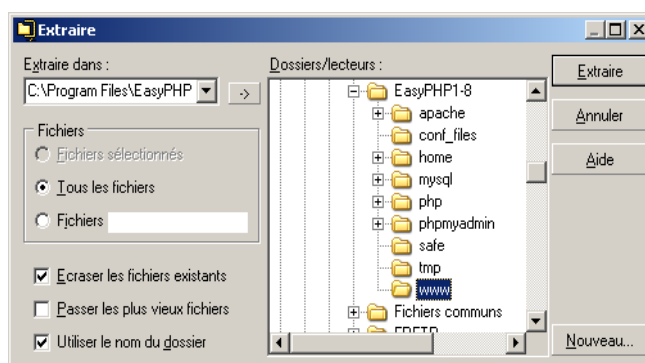 Extraire
Extraire dans :
C:\Program Files\EasyPHP
->
Fichiers
Fichiers sélectionnés
Tous les fichiers
Fichiers
Ecraser les fichiers existants
Passer les plus vieux fichiers
Utiliser le nom du dossier
Dossiers/lecteurs :
EasyPHP1-8
apache
conf_files
home
mysql
php
phpmyadmin
safe
tmp
www
Fichiers communs
Extraire
Annuler
Aide
Nouveau...